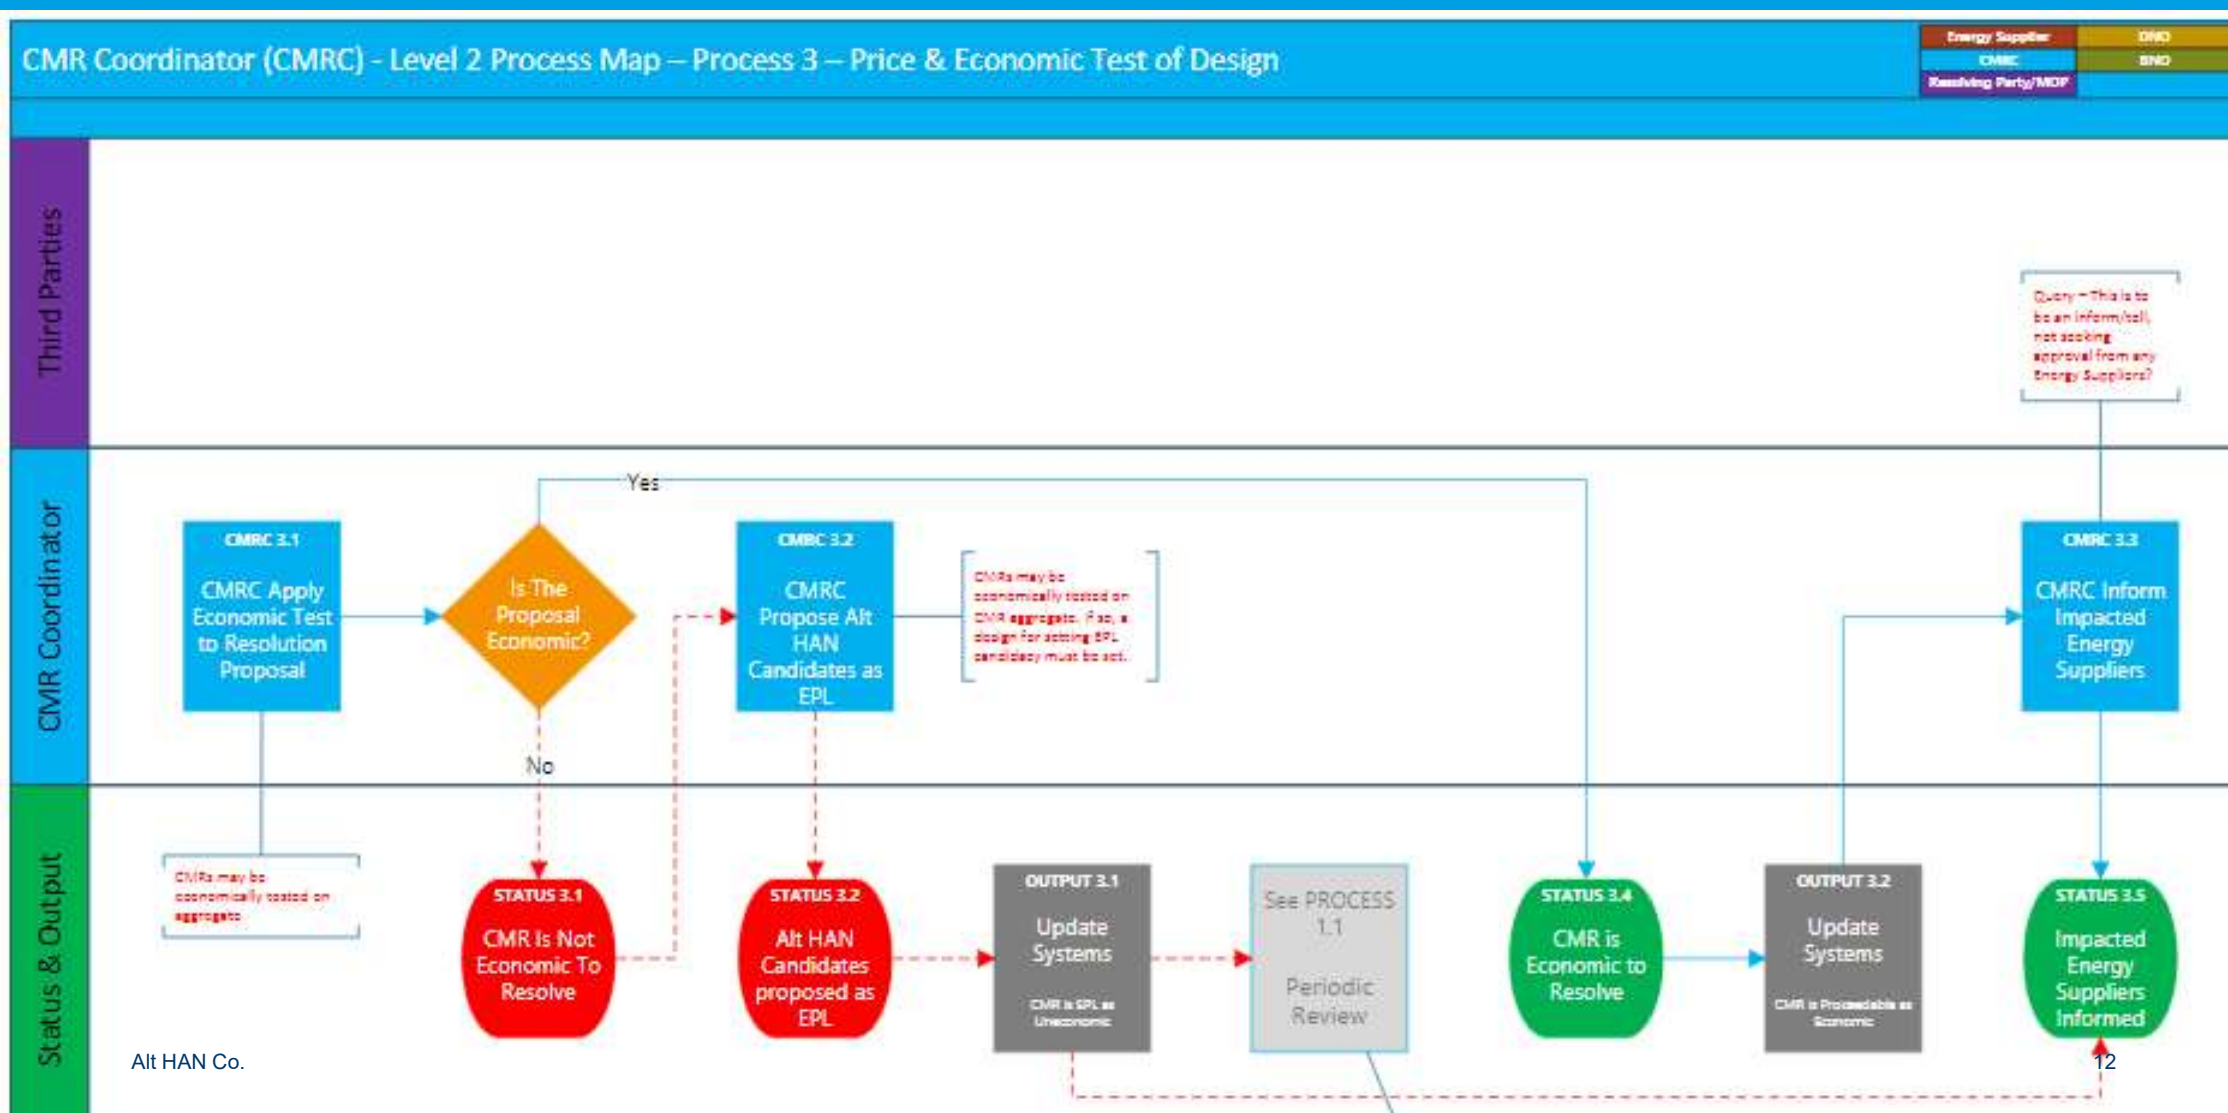 CMR Coordinator (CMRC) - Level 2 Process Map – Process 3 – Price & Economic Test of Design
Energy Supplier
DNO
CMRC
BNO
Resolving Party/MOP
Third Parties
Query – This is to
be an inform/tell,
not seeking
approval from any
Energy Suppliers?
CMR Coordinator
Yes
CMRC 3.1
CMRC Apply
Economic Test
to Resolution
Proposal
Is The
Proposal
Economic?
No
CMRC 3.2
CMRC
Propose Alt
HAN
Candidates as
EPL
CMRs may be
economically tested on
CMR aggregate. If so, a
design for setting EPL
candidacy must be set.
CMRC 3.3
CMRC Inform
Impacted
Energy
Suppliers
Status & Output
CMRs may be
economically tested on
aggregate
STATUS 3.1
CMR Is Not
Economic To
Resolve
STATUS 3.2
Alt HAN
Candidates
proposed as
EPL
OUTPUT 3.1
Update
Systems
CMR is EPL as
Uneconomic
See PROCESS
1.1
Periodic
Review
STATUS 3.4
CMR is
Economic to
Resolve
OUTPUT 3.2
Update
Systems
CMR is Proceedable as
Economic
STATUS 3.5
Impacted
Energy
Suppliers
Informed
Alt HAN Co.
12